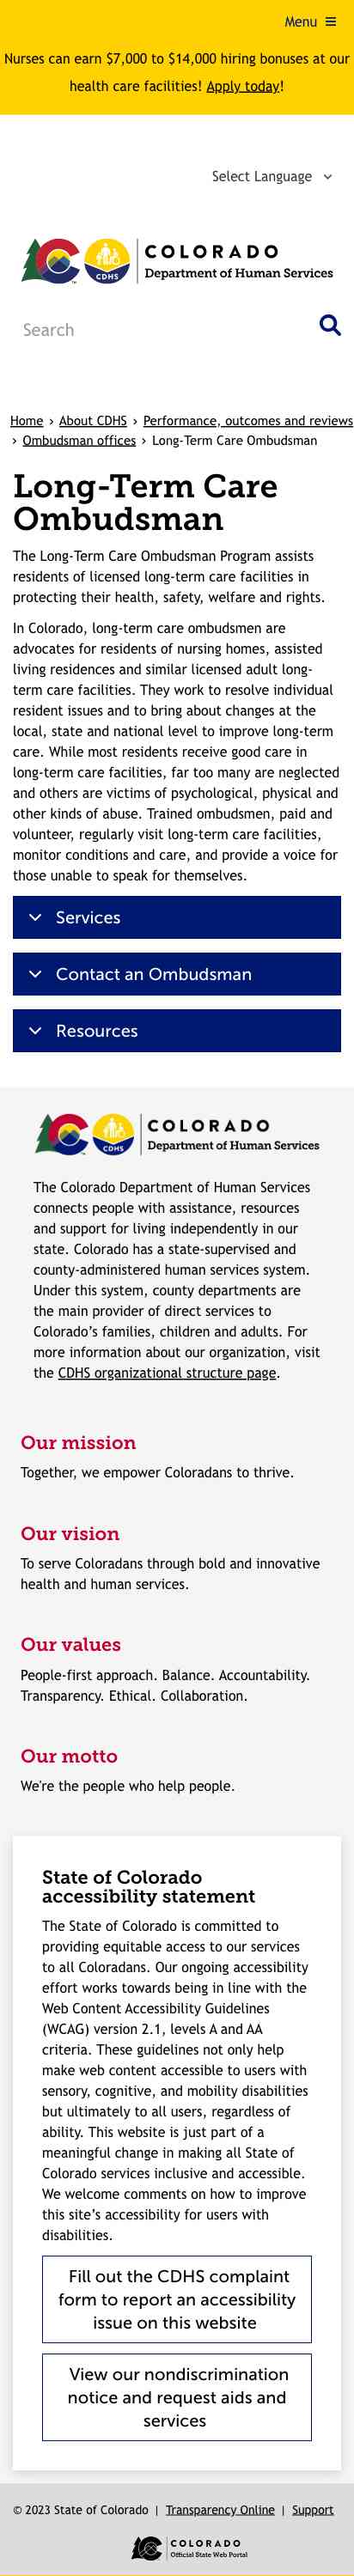 Menu
Nurses can earn $7,000 to $14,000 hiring bonuses at our
health care facilities! Apply today!
Select Language
CDHS
COLORADO
Department of Human Services
Search
Home › About CDHS › Performance, outcomes and reviews
› Ombudsman offices › Long-Term Care Ombudsman
Long-Term Care
Ombudsman
The Long-Term Care Ombudsman Program assists
residents of licensed long-term care facilities in
protecting their health, safety, welfare and rights.
In Colorado, long-term care ombudsmen are
advocates for residents of nursing homes, assisted
living residences and similar licensed adult long-
term care facilities. They work to resolve individual
resident issues and to bring about changes at the
local, state and national level to improve long-term
care. While most residents receive good care in
long-term care facilities, far too many are neglected
and others are victims of psychological, physical and
other kinds of abuse. Trained ombudsmen, paid and
volunteer, regularly visit long-term care facilities,
monitor conditions and care, and provide a voice for
those unable to speak for themselves.
Services
Contact an Ombudsman
Resources
CDHS
COLORADO
Department of Human Services
The Colorado Department of Human Services
connects people with assistance, resources
and support for living independently in our
state. Colorado has a state-supervised and
county-administered human services system.
Under this system, county departments are
the main provider of direct services to
Colorado’s families, children and adults. For
more information about our organization, visit
the CDHS organizational structure page.
Our mission
Together, we empower Coloradans to thrive.
Our vision
To serve Coloradans through bold and innovative
health and human services.
Our values
People-first approach. Balance. Accountability.
Transparency. Ethical. Collaboration.
Our motto
We're the people who help people.
State of Colorado
accessibility statement
The State of Colorado is committed to
providing equitable access to our services
to all Coloradans. Our ongoing accessibility
effort works towards being in line with the
Web Content Accessibility Guidelines
(WCAG) version 2.1, levels A and AA
criteria. These guidelines not only help
make web content accessible to users with
sensory, cognitive, and mobility disabilities
but ultimately to all users, regardless of
ability. This website is just part of a
meaningful change in making all State of
Colorado services inclusive and accessible.
We welcome comments on how to improve
this site’s accessibility for users with
disabilities.
Fill out the CDHS complaint
form to report an accessibility
issue on this website
View our nondiscrimination
notice and request aids and
services
© 2023 State of Colorado | Transparency Online | Support
COLORADO
Official State Web Portal